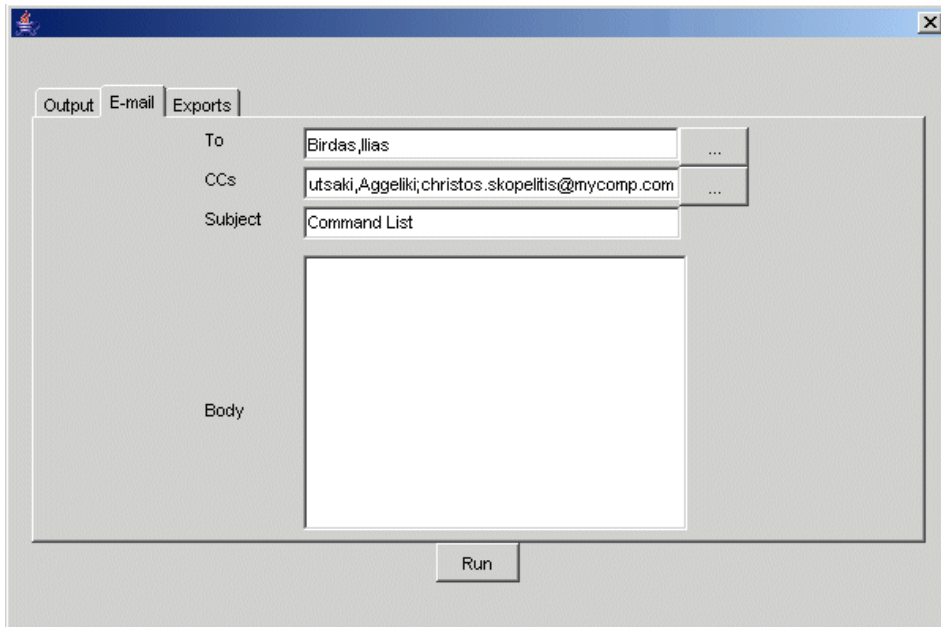 Output E-mail Exports
To Birdas,Ilias ...
CCs utsaki,Aggeliki;christos.skopelitis@mycomp.com ...
Subject Command List
Body
Run